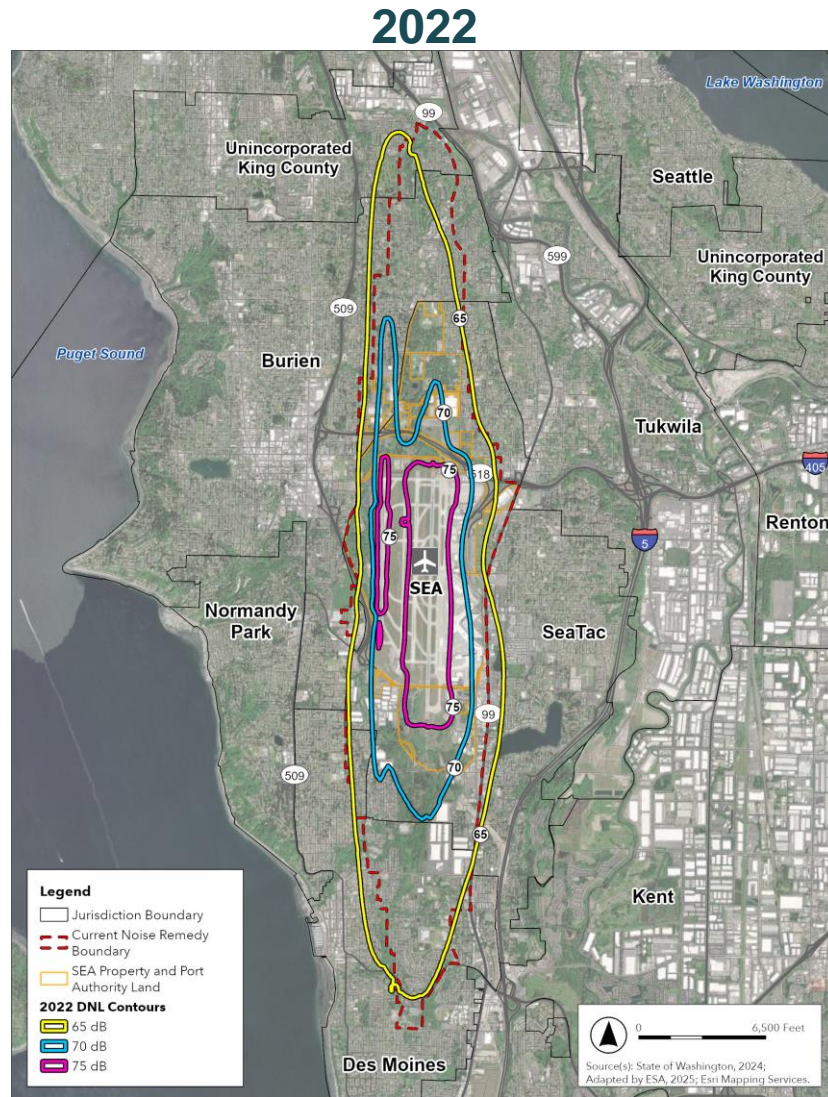 2022
Lake Washington
99
Unincorporated
King County
Seattle
599
Unincorporated
King County
509
65
Puget Sound
Burien
70
Tukwila
75
518
405
75
Renton
5
SEA
Normandy
Park
SeaTac
75
99
70
509
65
Kent
Legend
Jurisdiction Boundary
Current Noise Remedy
Boundary
SEA Property and Port
Authority Land
2022 DNL Contours
65 dB
70 dB
75 dB
Des Moines
0 6,500 Feet
Source(s): State of Washington, 2024;
Adapted by ESA, 2025; Esri Mapping Services.